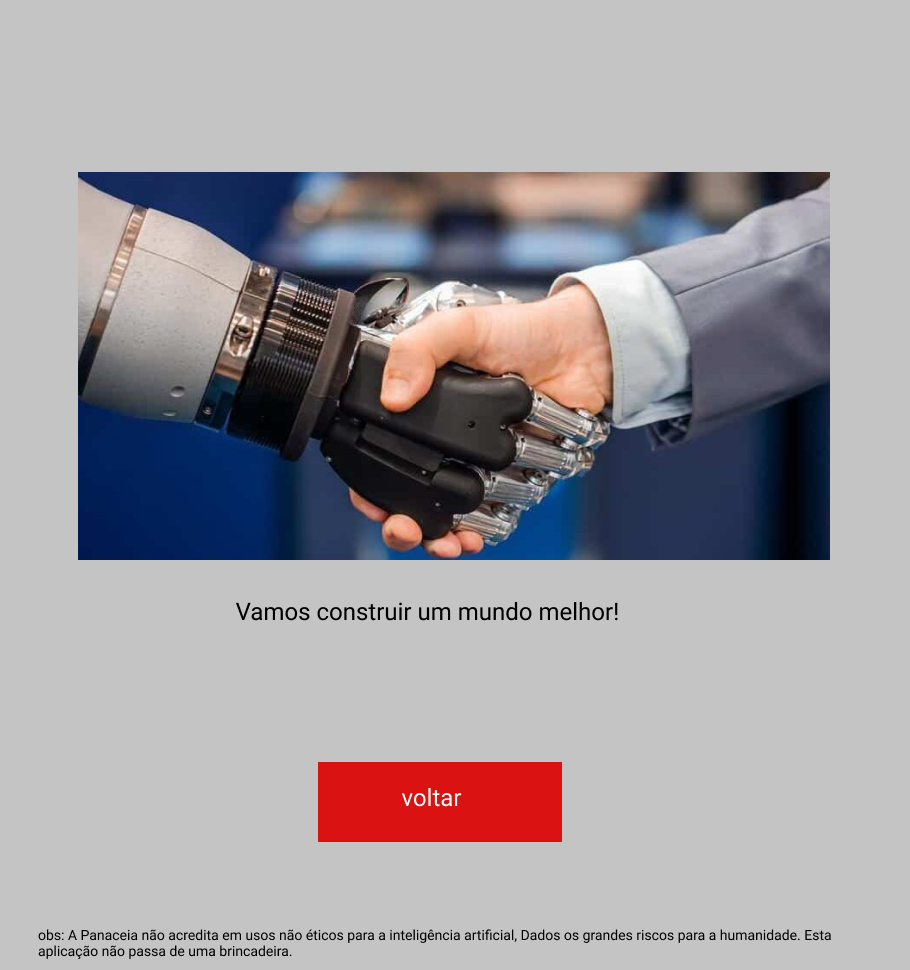 Vamos construir um mundo melhor!
voltar
obs: A Panaceia não acredita em usos não éticos para a inteligência artificial, Dados os grandes riscos para a humanidade. Esta
aplicação não passa de uma brincadeira.